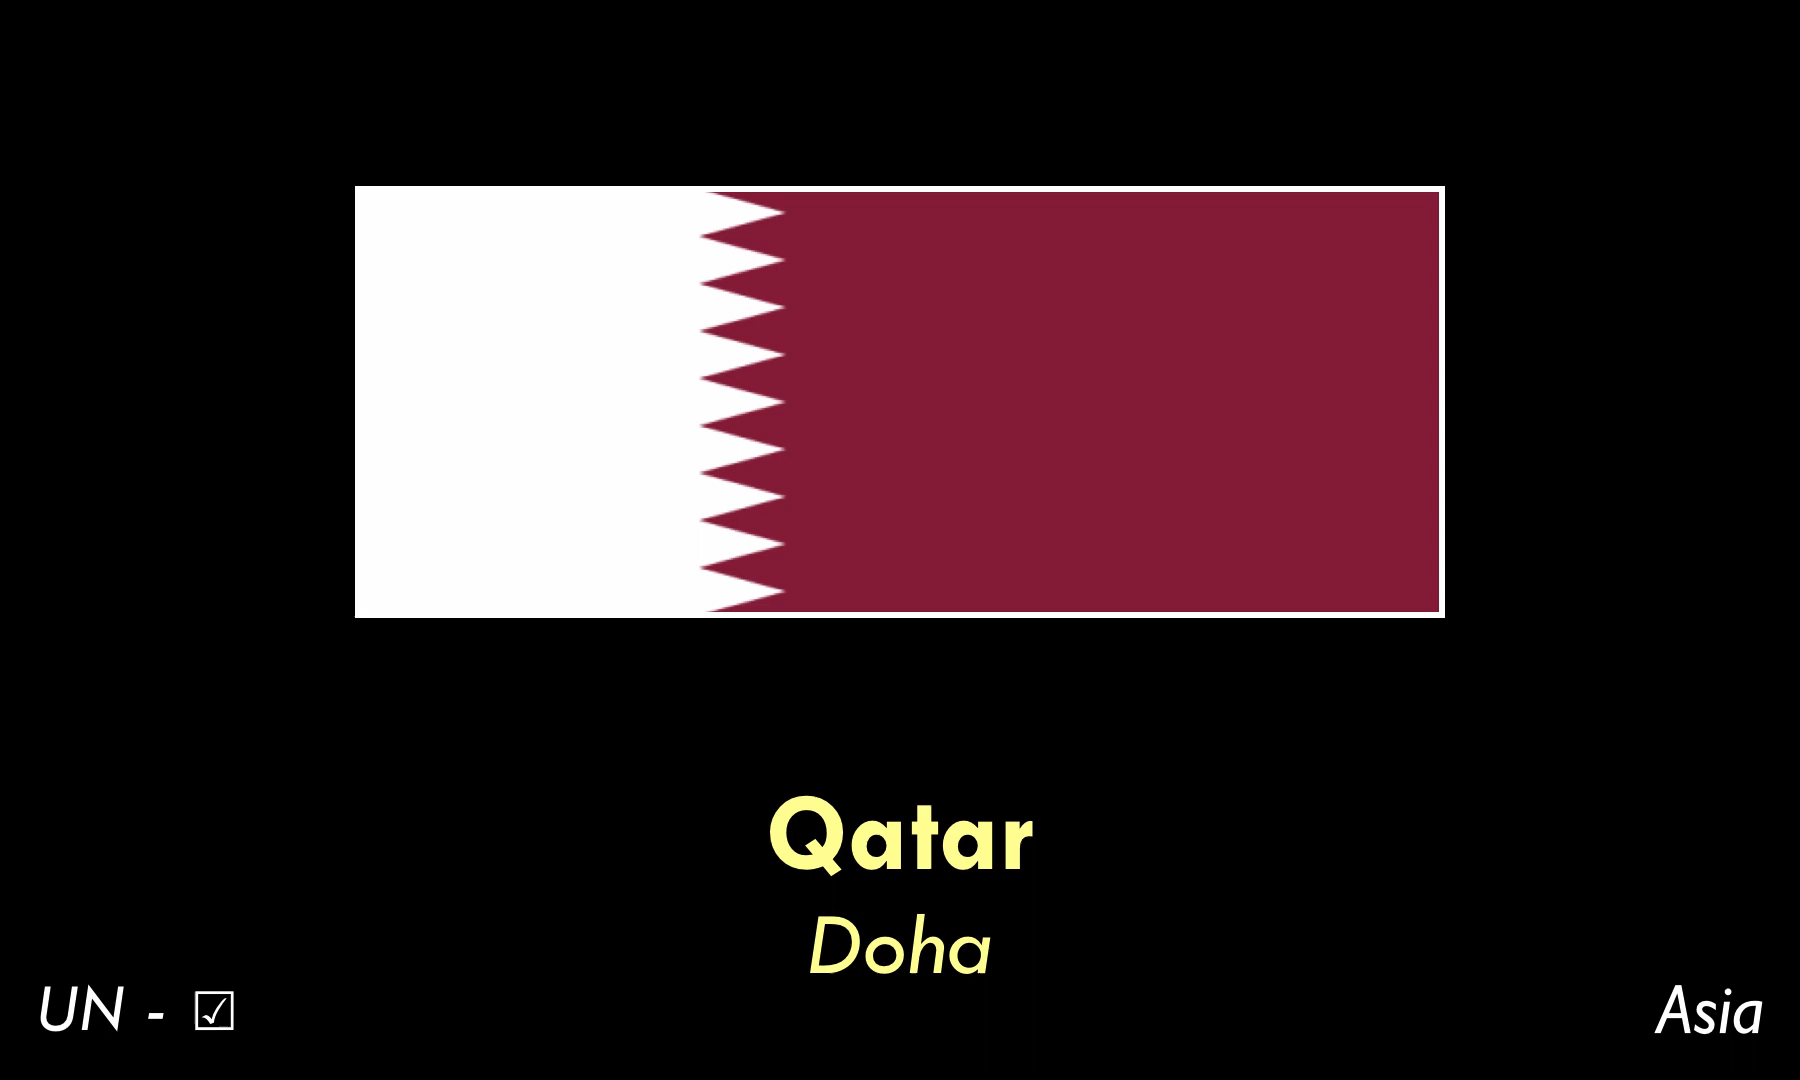 Qatar
Doha
UN - ☑
Asia